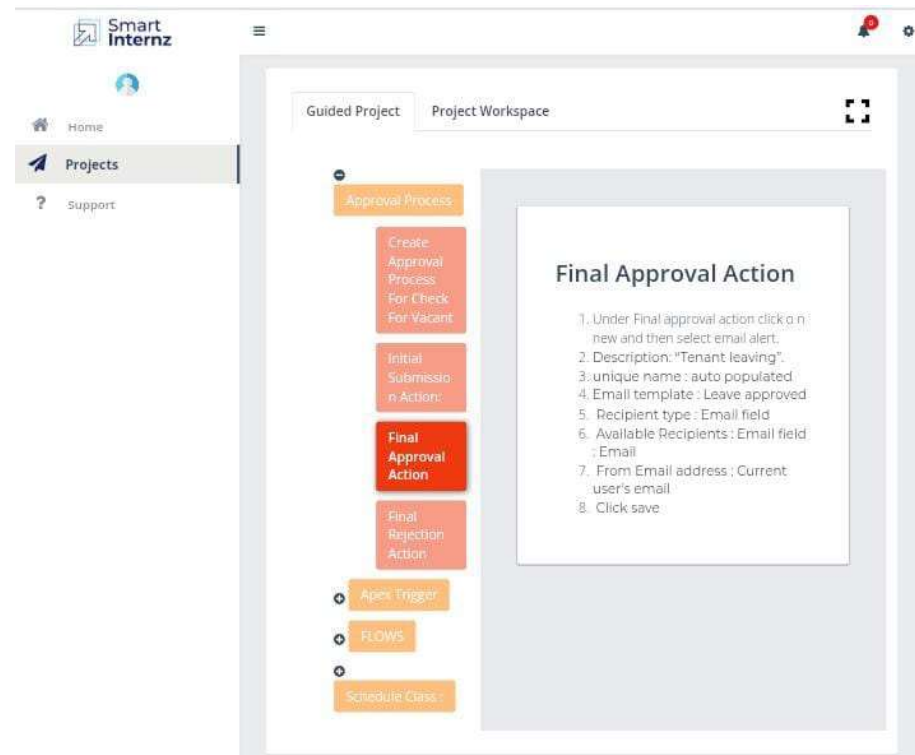 Smart
Internz
0
Home
Projects
Support
Guided Project
Project Workspace
Approval Process
Create
Approval
Process
For Check
For Vacant
Initial
Submissio
n Action:
Final
Approval
Action
Final
Rejection
Action
Apex Trigger
FLOWS
Schedule Class :
Final Approval Action
1. Under Final approval action click o n
new and then select email alert.
2. Description: “Tenant leaving”.
3. unique name : auto populated
4. Email template : Leave approved
5. Recipient type : Email field
6. Available Recipients : Email field
: Email
7. From Email address : Current
user's email
8. Click save